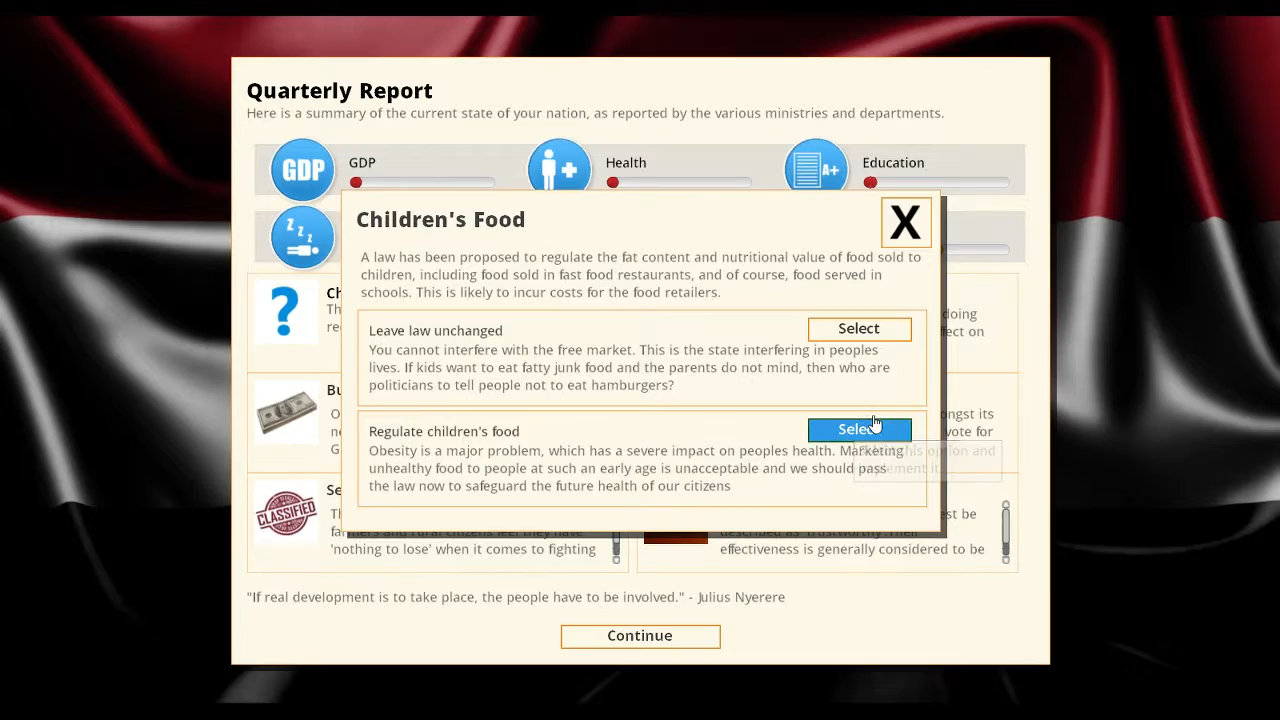 Quarterly Report
Here is a summary of the current state of your nation, as reported by the various ministries and departments.
GDP
GDP
Health
A+
Education
Z Z Z
Children's Food
X
A law has been proposed to regulate the fat content and nutritional value of food sold to
children, including food sold in fast food restaurants, and of course, food served in
schools. This is likely to incur costs for the food retailers.
Leave law unchanged
Select
You cannot interfere with the free market. This is the state interfering in peoples
lives. If kids want to eat fatty junk food and the parents do not mind, then who are
politicians to tell people not to eat hamburgers?
Regulate children's food
Select
Obesity is a major problem, which has a severe impact on peoples health. Marketing
unhealthy food to people at such an early age is unacceptable and we should pass
the law now to safeguard the future health of our citizens
?
doing
ect on
ngst its
vote for
CLASSIFIED
farmers and rural citizens feel they have
'nothing to lose' when it comes to fighting
st be
described as 'trustworthy'.Their
effectiveness is generally considered to be
"If real development is to take place, the people have to be involved." - Julius Nyerere
Continue